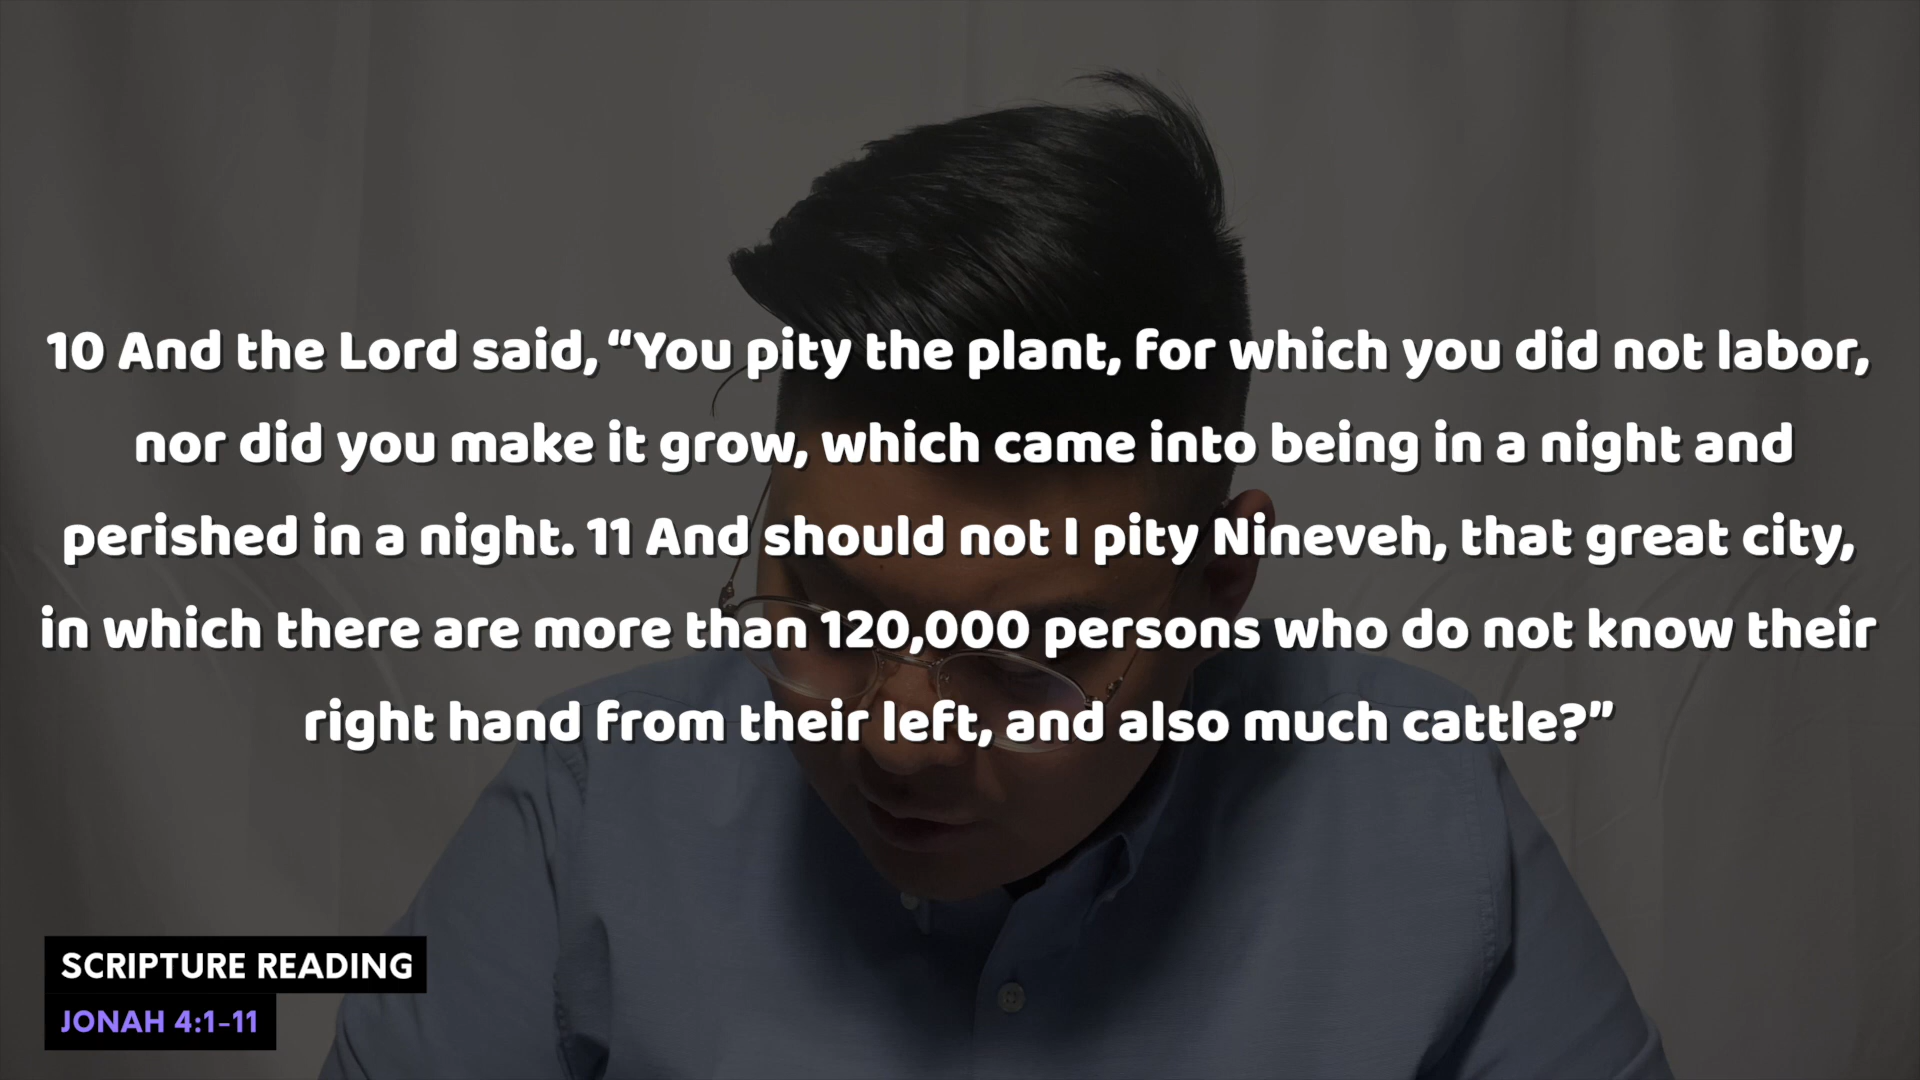 10 And the Lord said, “You pity the plant, for which you did not labor,
nor did you make it grow, which came into being in a night and
perished in a night. 11 And should not I pity Nineveh, that great city,
in which there are more than 120,000 persons who do not know their
right hand from their left, and also much cattle?”
SCRIPTURE READING
JONAH 4:1–11